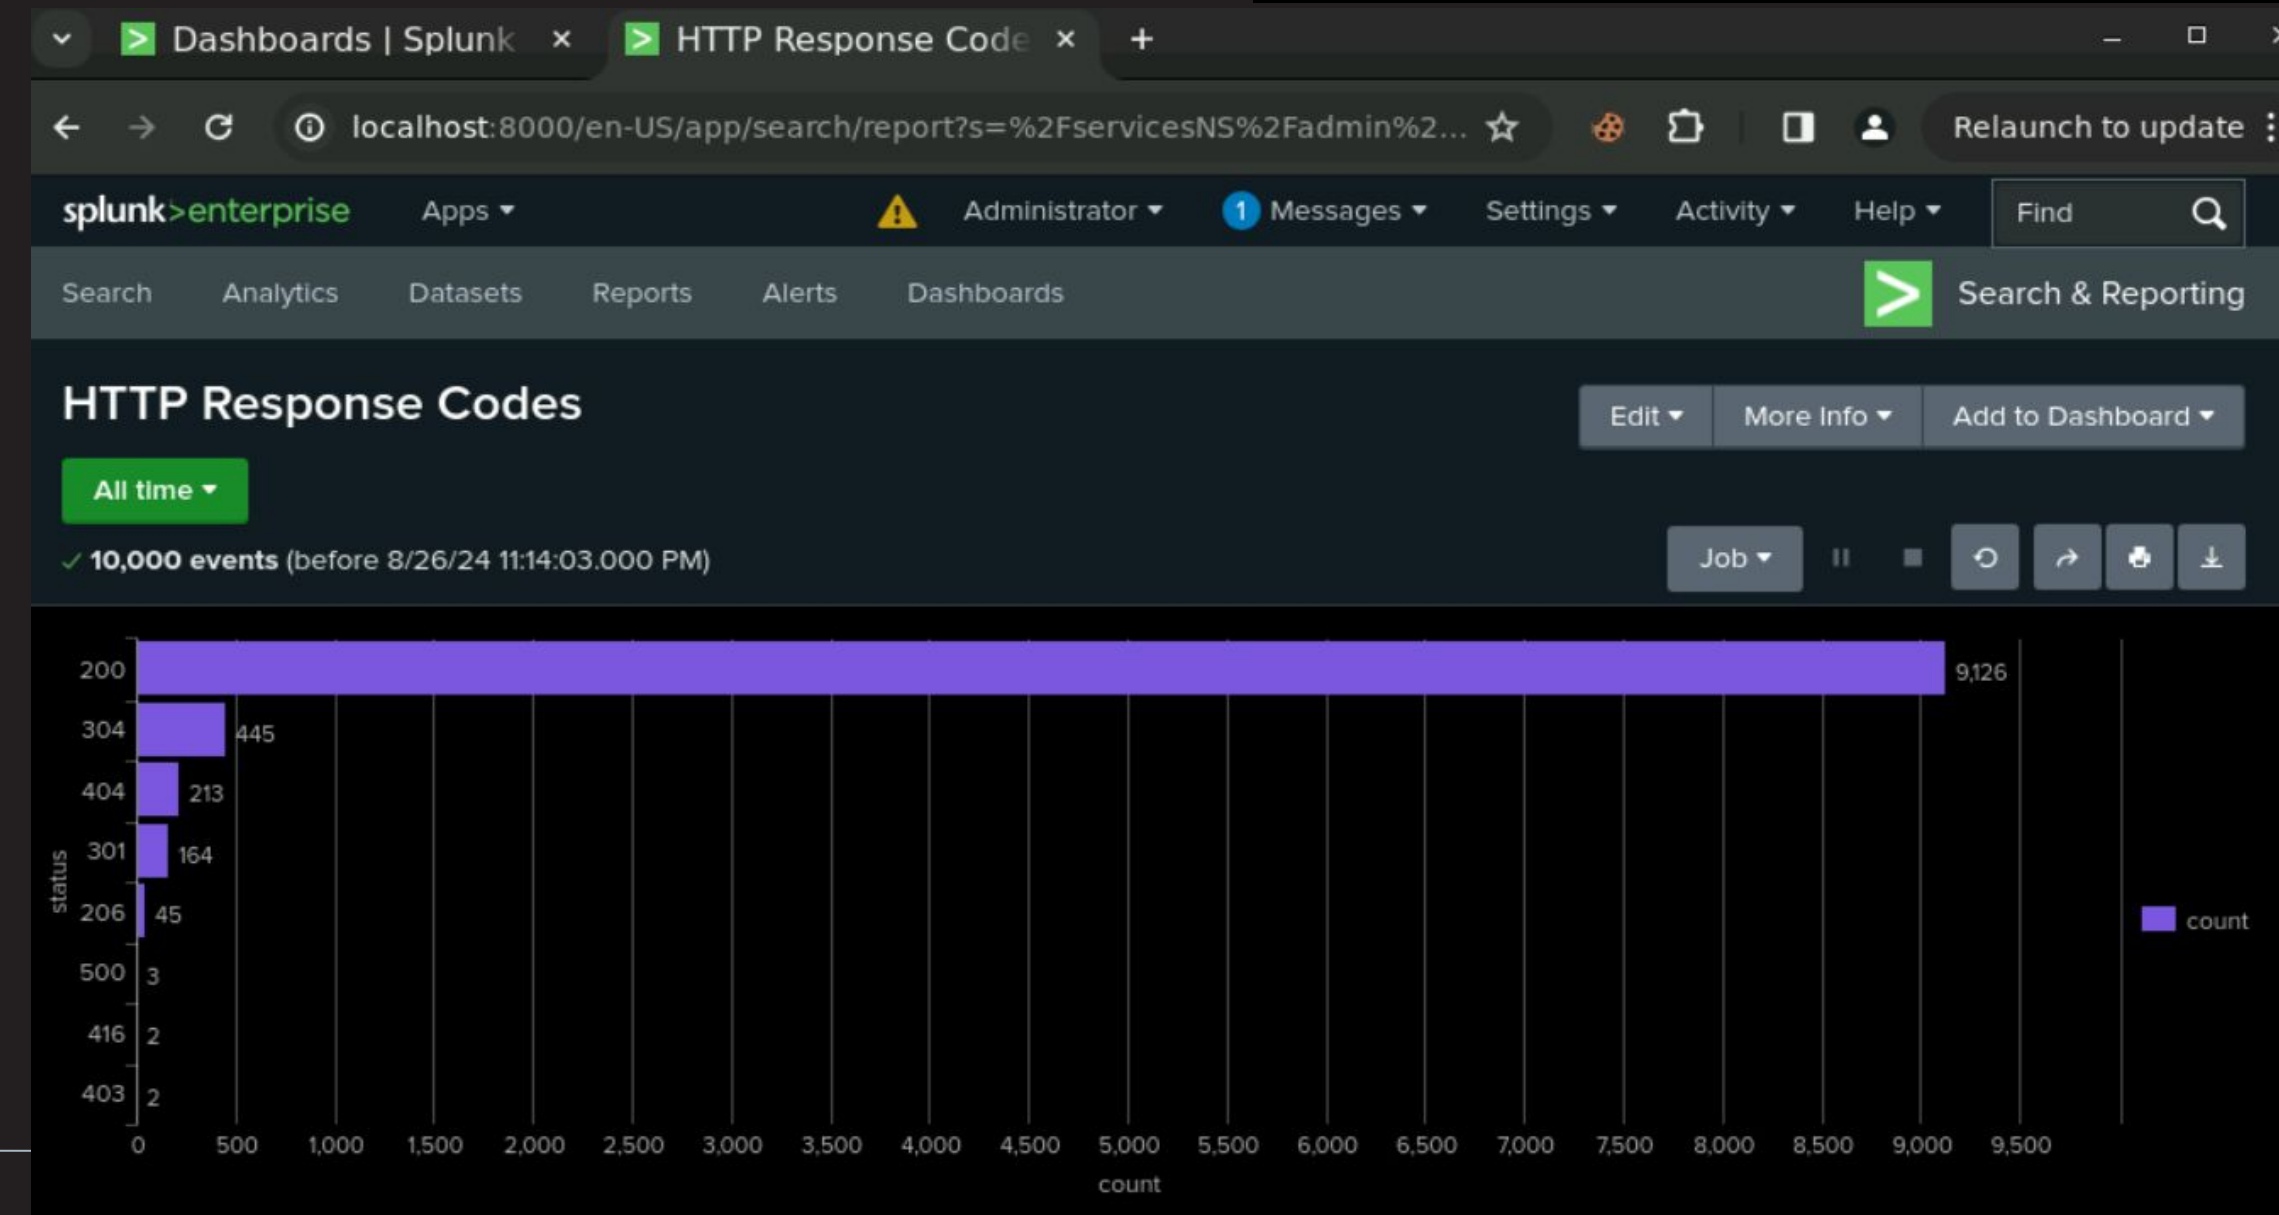 Dashboards | Splunk
HTTP Response Code
localhost:8000/en-US/app/search/report?s=%2FservicesNS%2Fadmin%2...
Relaunch to update
splunk>enterprise
Apps
Administrator
1 Messages
Settings
Activity
Help
Find
Search
Analytics
Datasets
Reports
Alerts
Dashboards
Search & Reporting
HTTP Response Codes
Edit
More Info
Add to Dashboard
All time
10,000 events (before 8/26/24 11:14:03.000 PM)
Job
status
200 9,126
304 445
404 213
301 164
206 45
500 3
416 2
403 2
count
0 500 1,000 1,500 2,000 2,500 3,000 3,500 4,000 4,500 5,000 5,500 6,000 6,500 7,000 7,500 8,000 8,500 9,000 9,500
count